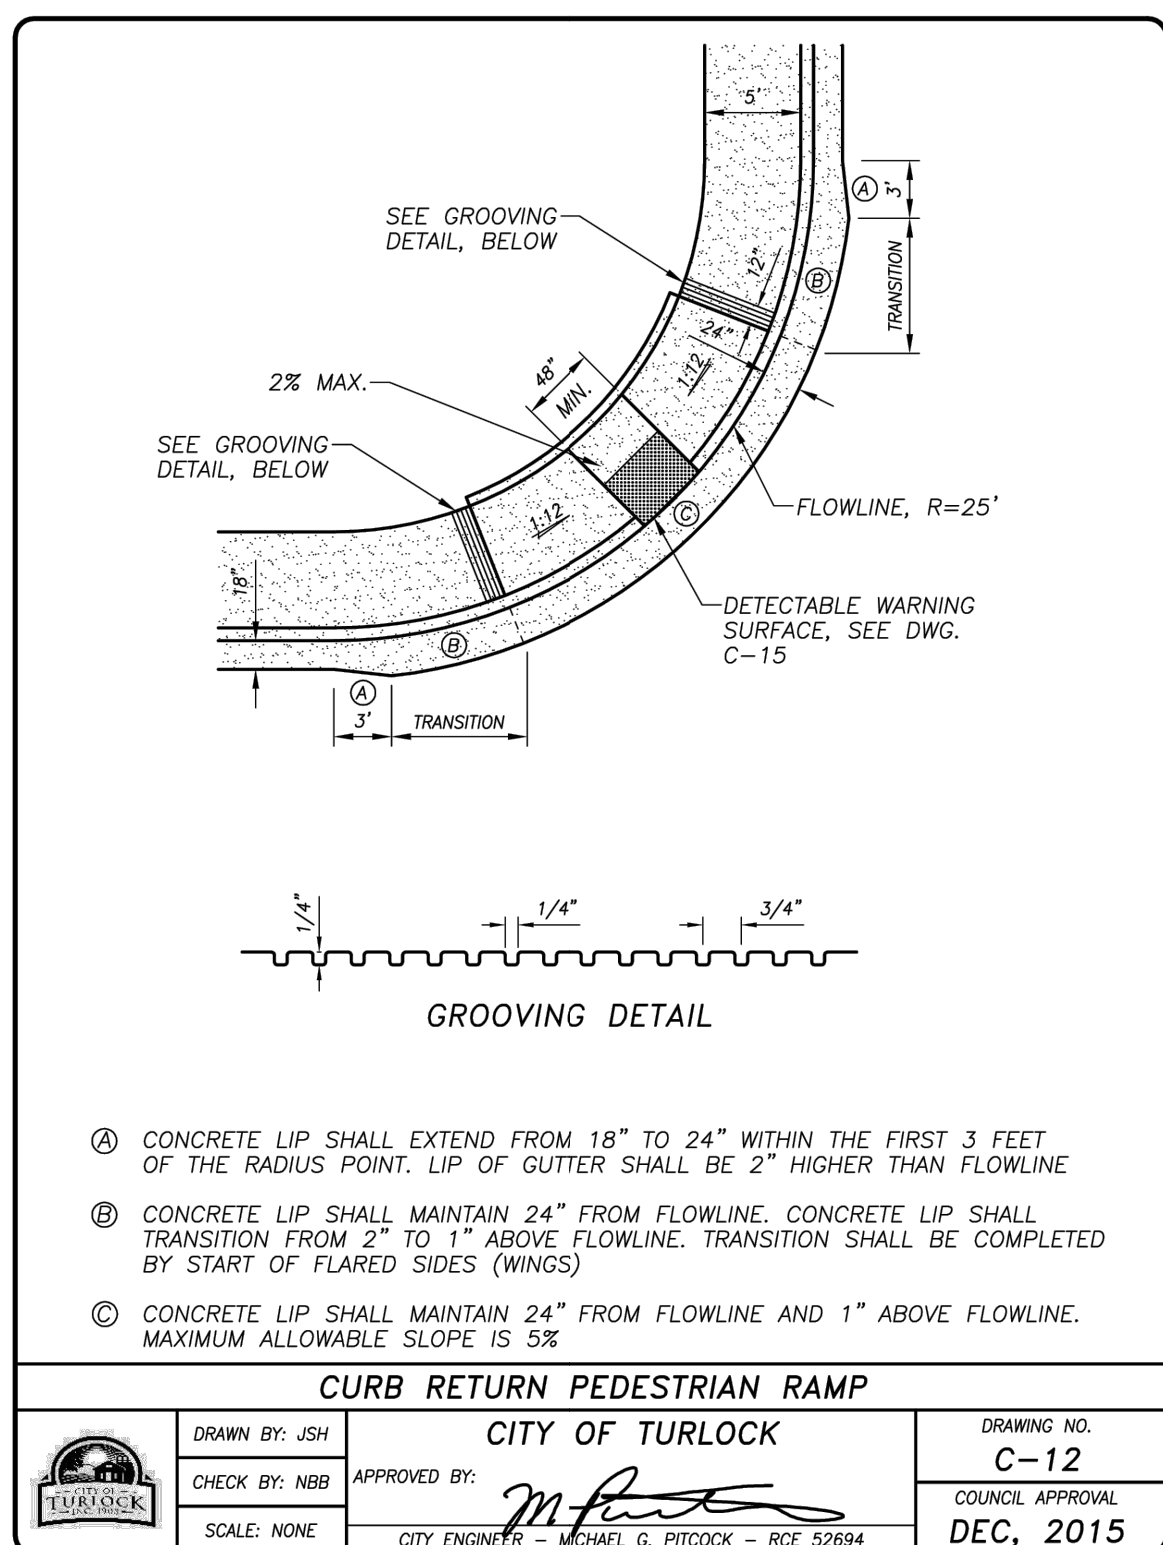 5'
Ⓐ
3'
SEE GROOVING
DETAIL, BELOW
12"
Ⓑ
TRANSITION
24"
1:12
48"
MIN.
2% MAX.
SEE GROOVING
DETAIL, BELOW
FLOWLINE, R=25'
1:12
Ⓒ
18"
DETECTABLE WARNING
SURFACE, SEE DWG.
C-15
Ⓑ
Ⓐ
3'
TRANSITION
1/4"
1/4"
3/4"
GROOVING DETAIL
Ⓐ CONCRETE LIP SHALL EXTEND FROM 18" TO 24" WITHIN THE FIRST 3 FEET
OF THE RADIUS POINT. LIP OF GUTTER SHALL BE 2" HIGHER THAN FLOWLINE
Ⓑ CONCRETE LIP SHALL MAINTAIN 24" FROM FLOWLINE. CONCRETE LIP SHALL
TRANSITION FROM 2" TO 1" ABOVE FLOWLINE. TRANSITION SHALL BE COMPLETED
BY START OF FLARED SIDES (WINGS)
Ⓒ CONCRETE LIP SHALL MAINTAIN 24" FROM FLOWLINE AND 1" ABOVE FLOWLINE.
MAXIMUM ALLOWABLE SLOPE IS 5%
CURB RETURN PEDESTRIAN RAMP
CITY OF
TURLOCK
INC. 1908
DRAWN BY: JSH
CHECK BY: NBB
SCALE: NONE
CITY OF TURLOCK
APPROVED BY:
CITY ENGINEER - MICHAEL G. PITCOCK - RCE 52694
DRAWING NO.
C-12
COUNCIL APPROVAL
DEC, 2015